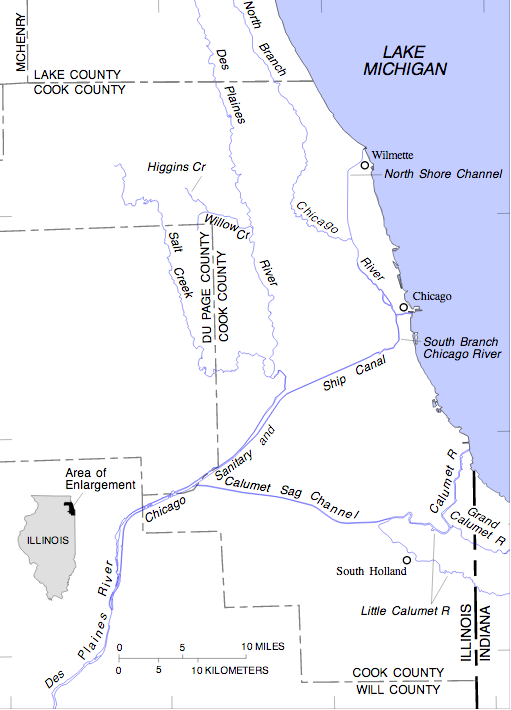 MCHENRY
LAKE COUNTY
COOK COUNTY
North Branch
Des Plaines
LAKE
MICHIGAN
Wilmette
North Shore Channel
Higgins Cr
Chicago
Willow Cr
Salt
Creek
DU PAGE COUNTY
COOK COUNTY
River
River
Chicago
South Branch
Chicago River
Ship Canal
Sanitary and
Calumet Sag Channel
Chicago
Calumet R
Grand
Calumet R
Area of
Enlargement
ILLINOIS
South Holland
Little Calumet R
ILLINOIS
INDIANA
Des Plaines River
0 5 10 MILES
0 5 10 KILOMETERS
COOK COUNTY
WILL COUNTY